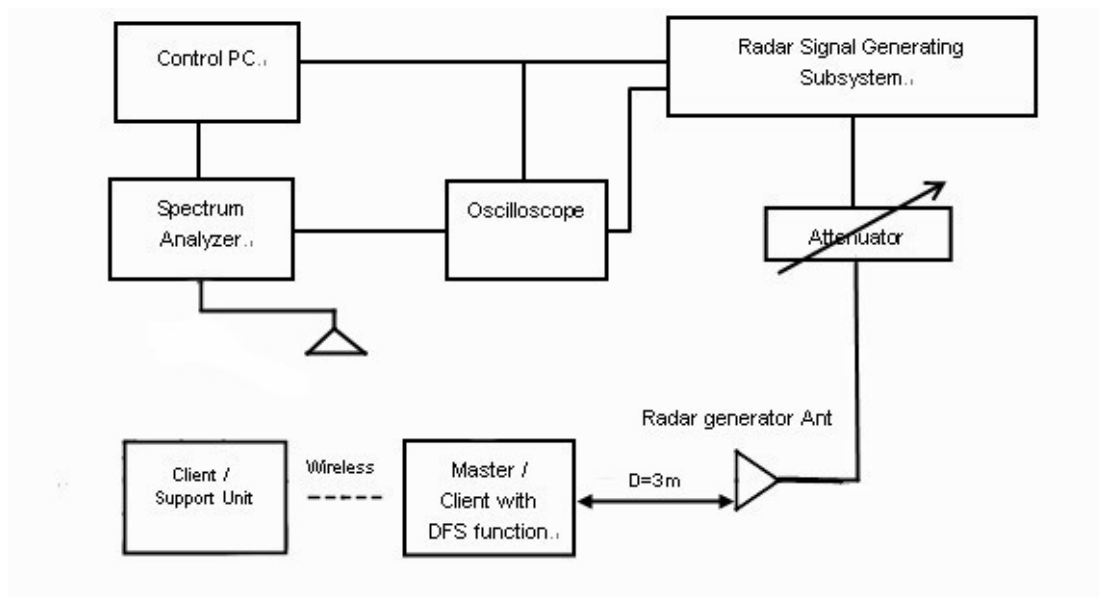 Control PC
Radar Signal Generating
Subsystem
Spectrum
Analyzer
Oscilloscope
Attenuator
Radar generator Ant
Client /
Support Unit
Wireless
Master /
Client with
DFS function
D=3m